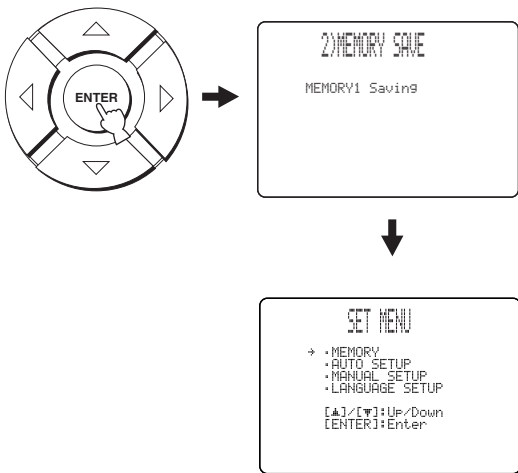 ENTER
2)MEMORY SAVE
MEMORY1 Saving
SET MENU
→ ·MEMORY
·AUTO SETUP
·MANUAL SETUP
·LANGUAGE SETUP
[▲]/[▼]:Up/Down
[ENTER]:Enter